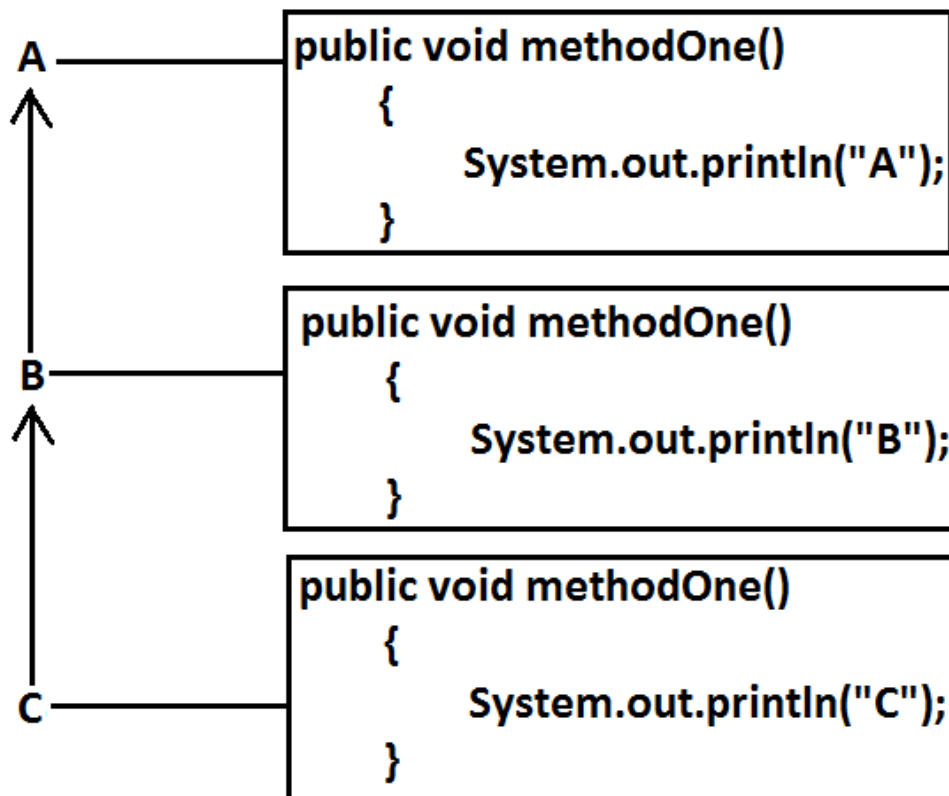 A
public void methodOne()
{
System.out.println("A");
}
B
public void methodOne()
{
System.out.println("B");
}
C
public void methodOne()
{
System.out.println("C");
}